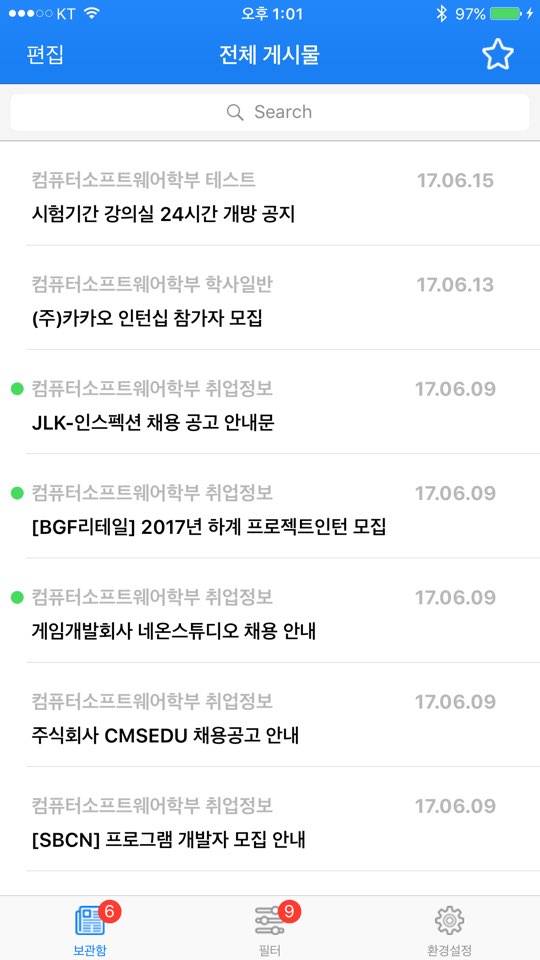 KT 오후 1:01 97%
편집 전체 게시물
Search
컴퓨터소프트웨어학부 테스트 17.06.15
시험기간 강의실 24시간 개방 공지
컴퓨터소프트웨어학부 학사일반 17.06.13
(주)카카오 인턴십 참가자 모집
컴퓨터소프트웨어학부 취업정보 17.06.09
JLK-인스펙션 채용 공고 안내문
컴퓨터소프트웨어학부 취업정보 17.06.09
[BGF리테일] 2017년 하계 프로젝트인턴 모집
컴퓨터소프트웨어학부 취업정보 17.06.09
게임개발회사 네온스튜디오 채용 안내
컴퓨터소프트웨어학부 취업정보 17.06.09
주식회사 CMSEDU 채용공고 안내
컴퓨터소프트웨어학부 취업정보 17.06.09
[SBCN] 프로그램 개발자 모집 안내
6 9
보관함 필터 환경설정